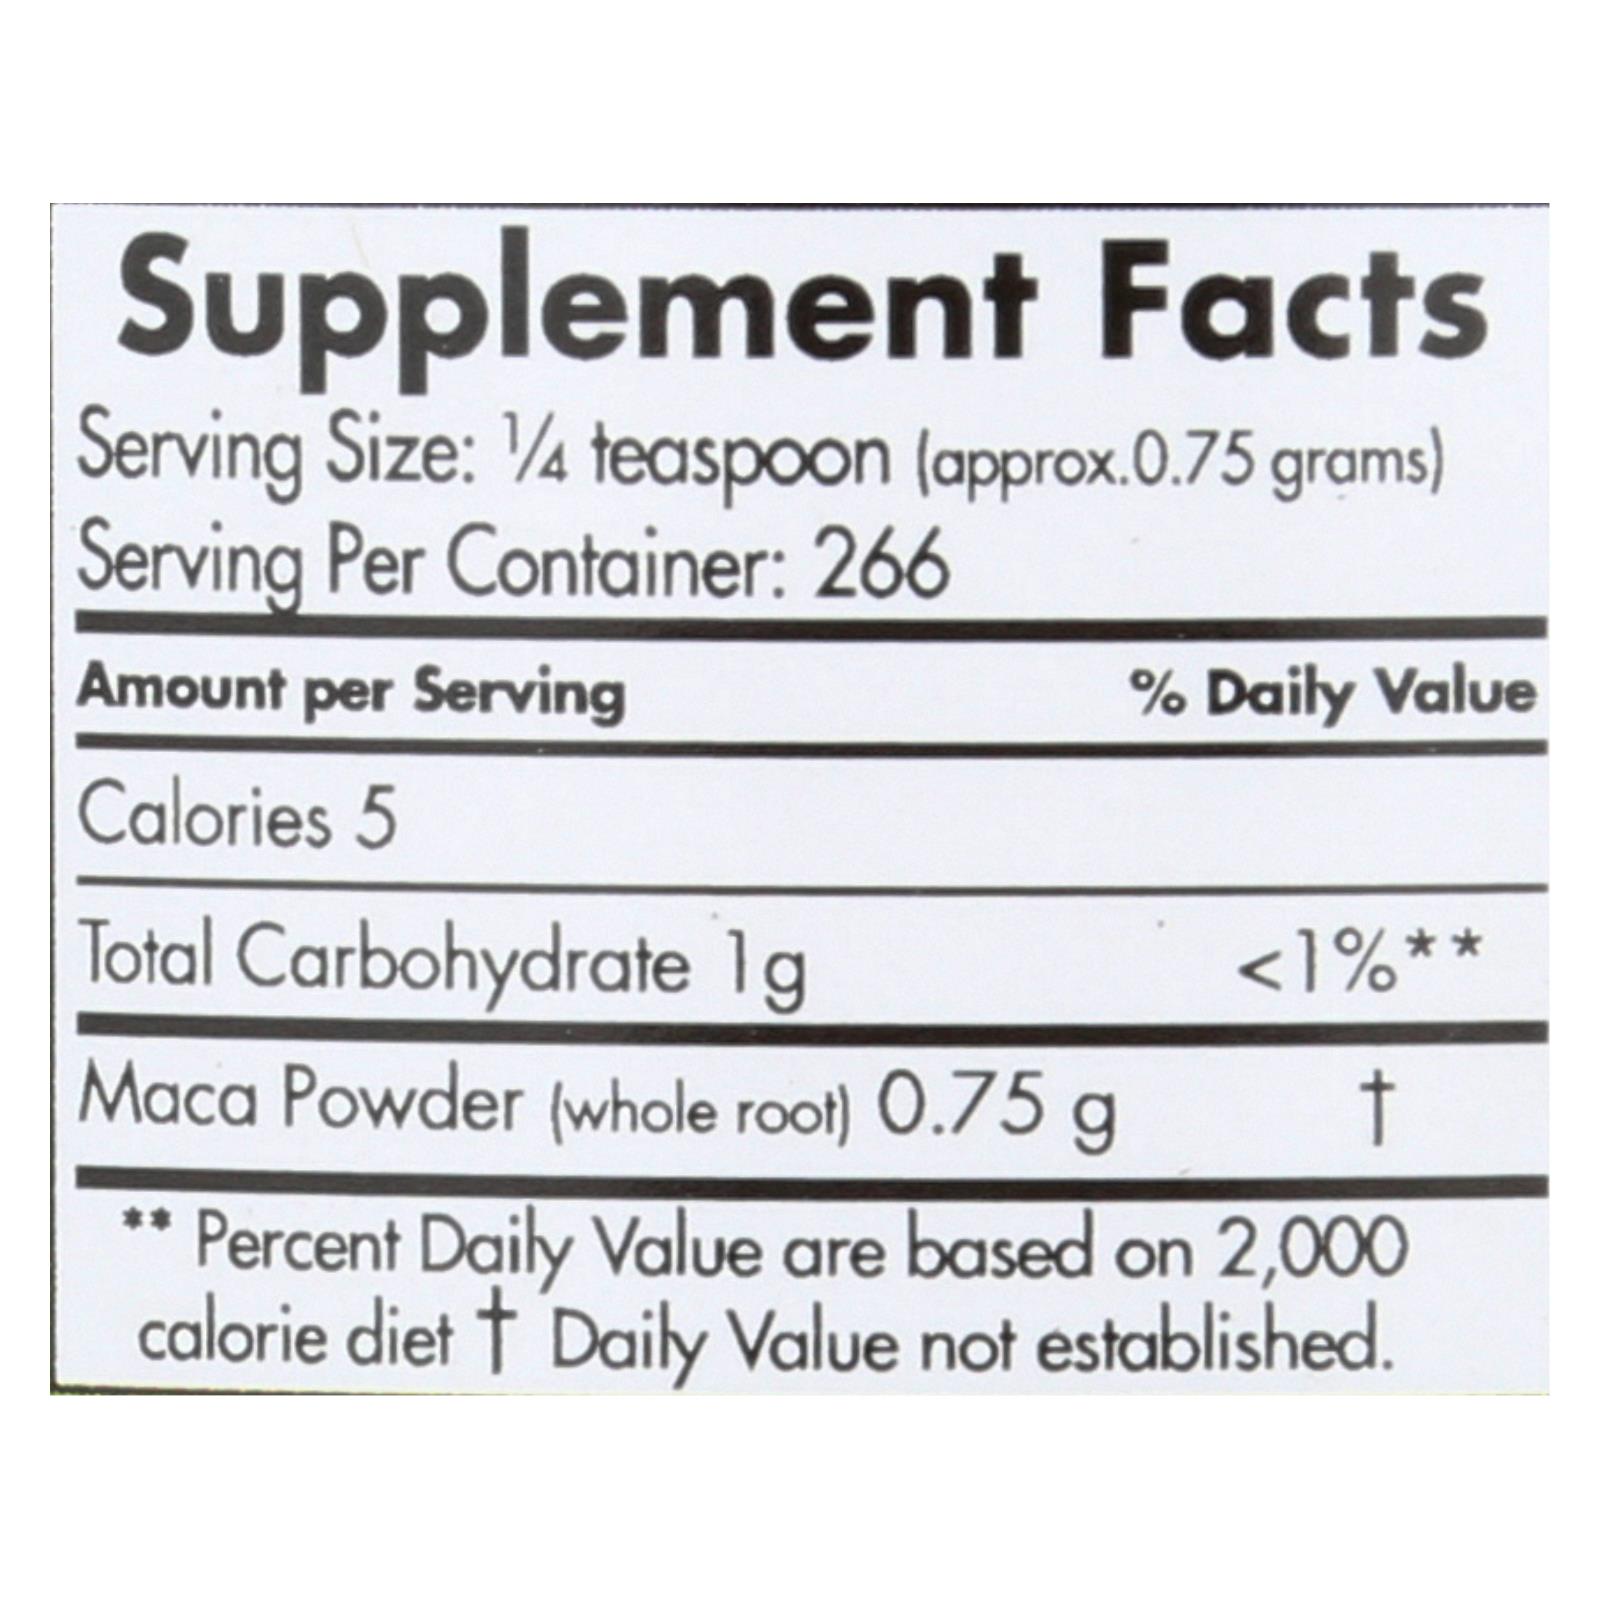 Supplement Facts
Serving Size: ¼ teaspoon (approx.0.75 grams)
Serving Per Container: 266
Amount per Serving % Daily Value
Calories 5
Total Carbohydrate 1g <1%**
Maca Powder (whole root) 0.75 g †
** Percent Daily Value are based on 2,000
calorie diet † Daily Value not established.